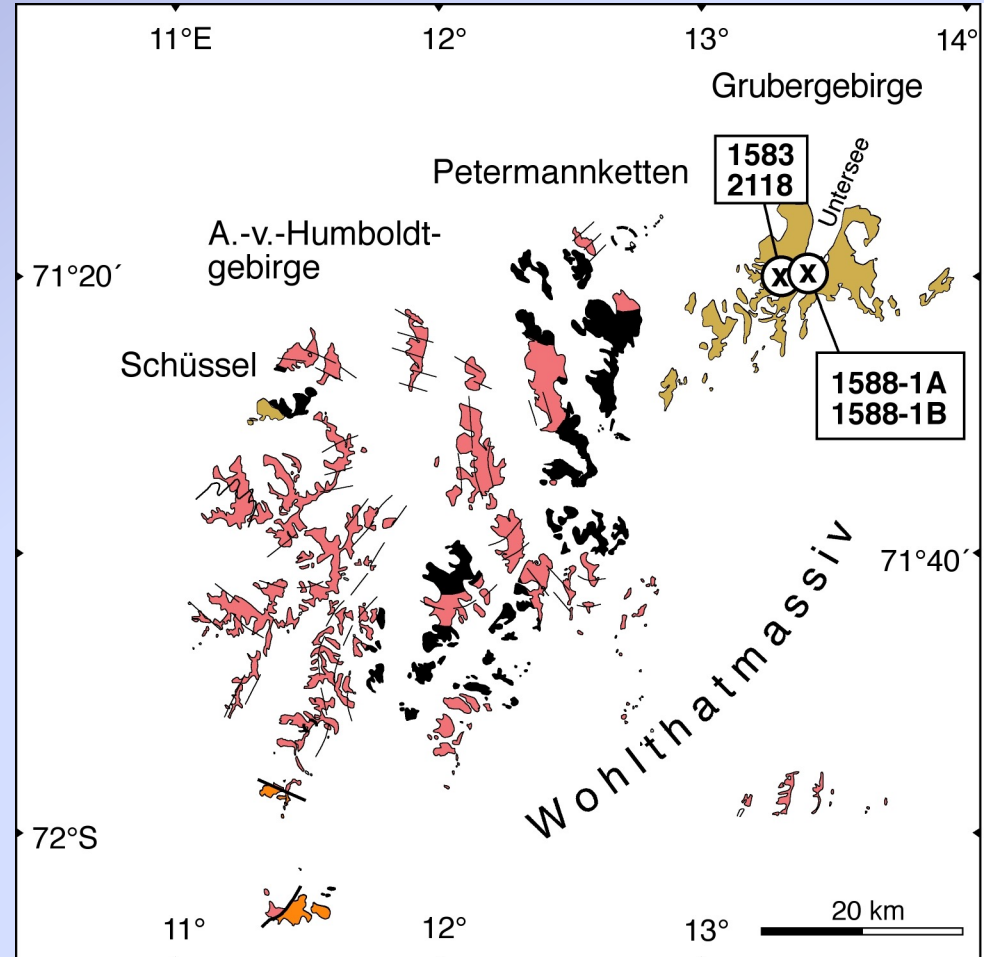 11°E
12°
13°
14°
Grubergebirge
1583
2118
Untersee
Petermannketten
A.-v.-Humboldt-
gebirge
71°20´
Schüssel
1588-1A
1588-1B
71°40´
Wohlthatmassiv
72°S
20 km
11°
12°
13°